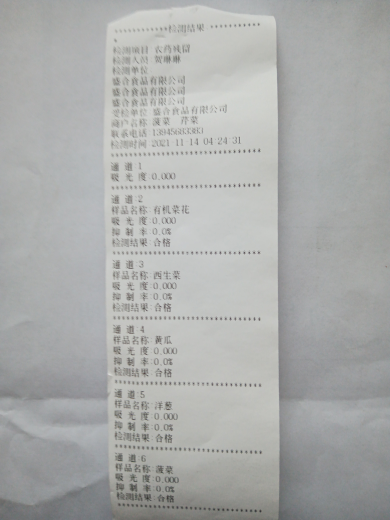 ************检测结果************
检测项目 农药残留
检测人员 贺琳琳
检测单位
盛合食品有限公司
盛合食品有限公司
盛合食品有限公司
受检单位 盛合食品有限公司
商户名称 菠菜 芹菜
联系电话 13845683383
检测时间 2021-11-14 04 24 31
********************************
通 道:1
吸 光 度:0.000
********************************
通 道:2
样品名称:有机菜花
吸 光 度:0.000
抑 制 率:0.0%
检测结果:合格
********************************
通 道:3
样品名称:西生菜
吸 光 度:0.000
抑 制 率:0.0%
检测结果:合格
********************************
通 道:4
样品名称:黄瓜
吸 光 度:0.000
抑 制 率:0.0%
检测结果:合格
********************************
通 道:5
样品名称:洋葱
吸 光 度:0.000
抑 制 率:0.0%
检测结果:合格
********************************
通 道:6
样品名称:菠菜
吸 光 度:0.000
抑 制 率:0.0%
检测结果:合格
********************************